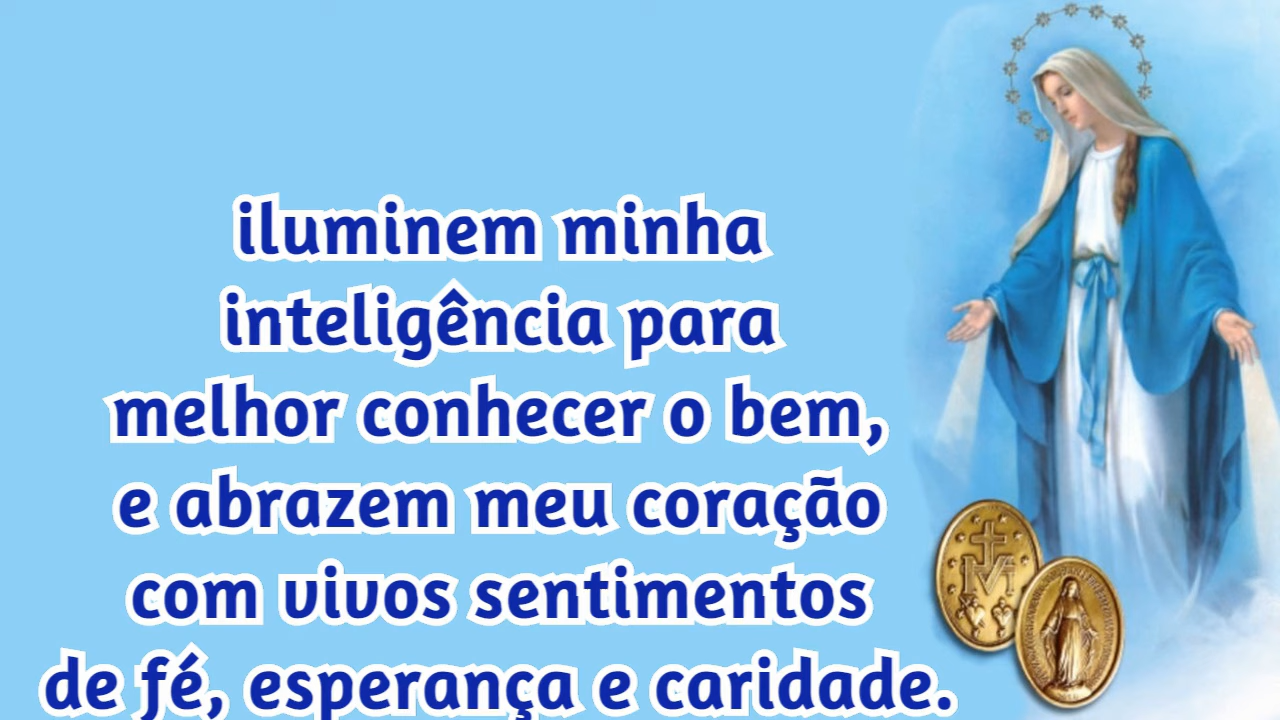 iluminem minha
inteligência para
melhor conhecer o bem,
e abrazem meu coração
com vivos sentimentos
de fé, esperança e caridade.